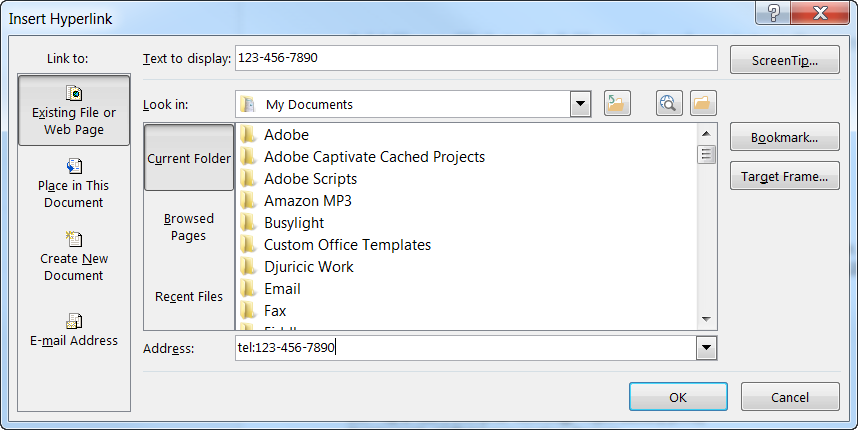 Insert Hyperlink
?
Link to:
Text to display:
123-456-7890
ScreenTip...
Existing File or
Web Page
Look in:
My Documents
Current Folder
Adobe
Adobe Captivate Cached Projects
Adobe Scripts
Amazon MP3
Busylight
Custom Office Templates
Djuricic Work
Email
Fax
Bookmark...
Target Frame...
Place in This
Document
Browsed
Pages
Create New
Document
Recent Files
E-mail Address
Address:
tel:123-456-7890
OK
Cancel